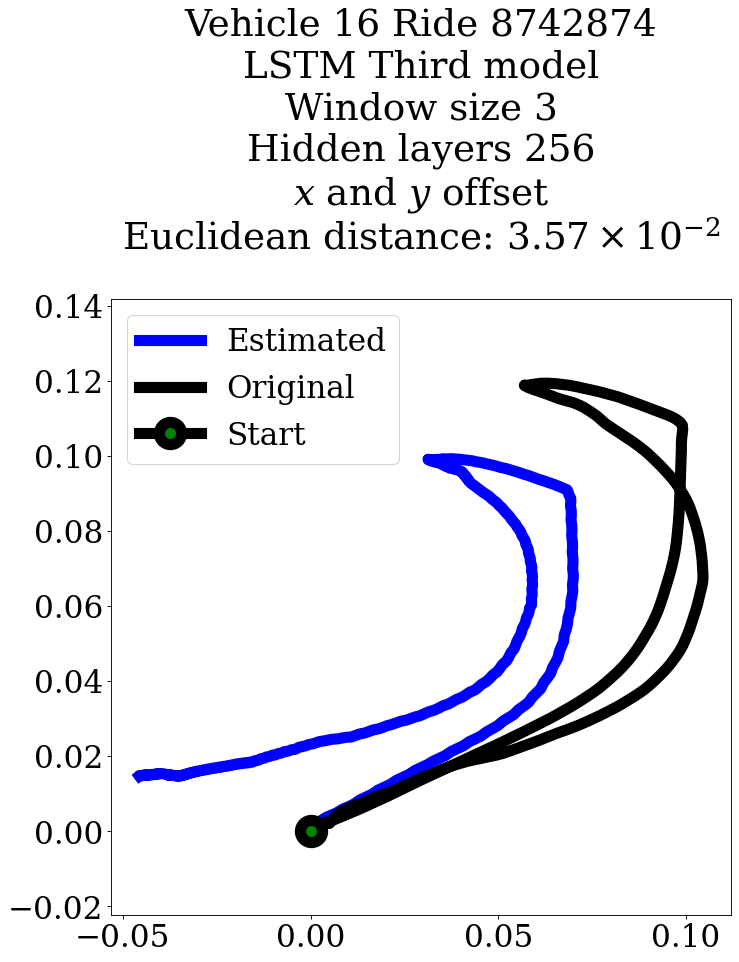 Vehicle 16 Ride 8742874
LSTM Third model
Window size 3
Hidden layers 256
x and y offset
Euclidean distance: 3.57 × 10⁻²
0.14
0.12
0.10
0.08
0.06
0.04
0.02
0.00
−0.02
Estimated
Original
Start
−0.05 0.00 0.05 0.10